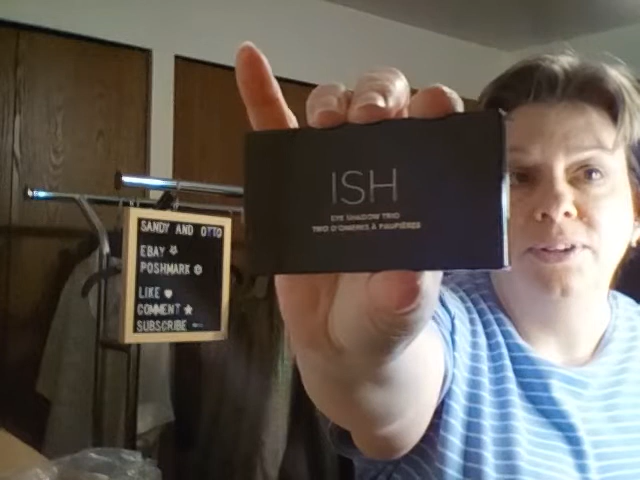 ISH
EYE SHADOW TRIO
TRIO D'OMBRES À PAUPIÈRES
SANDY AND OTTO
EBAY
POSHMARK
LIKE ♥
COMMENT ★
SUBSCRIBE